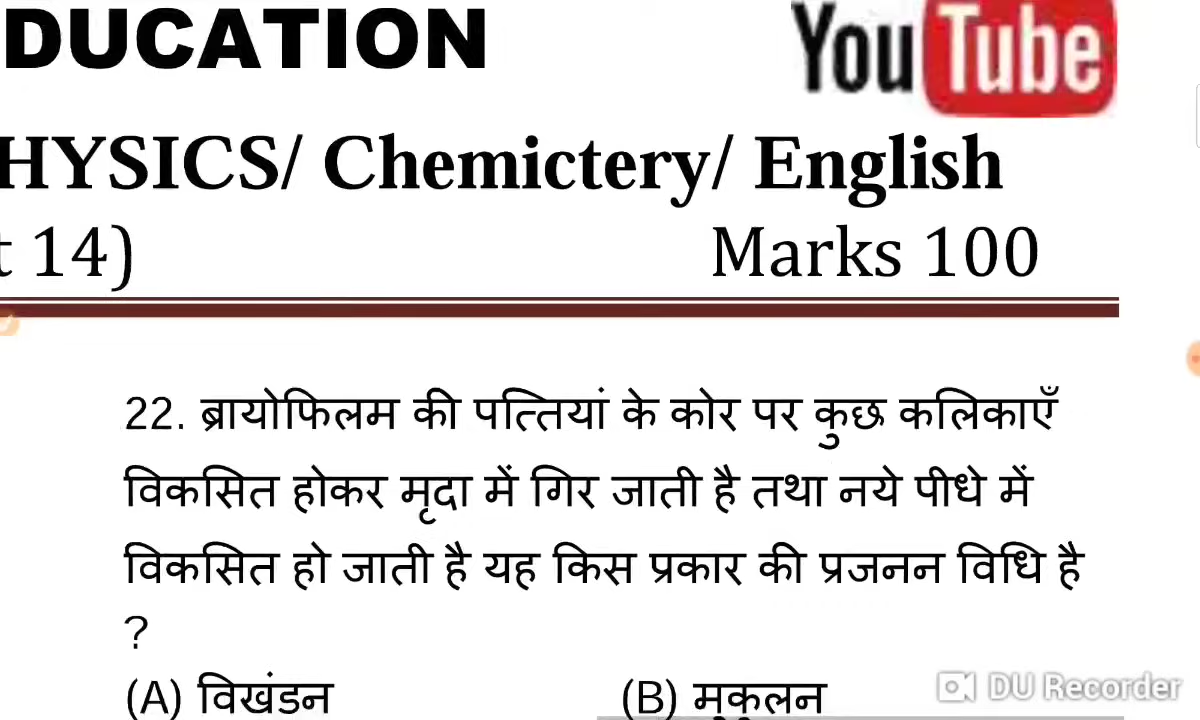 DUCATION
YouTube
HYSICS/ Chemictery/ English
t 14)
Marks 100
22. ब्रायोफिलम की पत्तियां के कोर पर कुछ कलिकाएँ
विकसित होकर मृदा में गिर जाती है तथा नये पीधे में
विकसित हो जाती है यह किस प्रकार की प्रजनन विधि है
?
(A) विखंडन
(B) मुकुलन
DU Recorder